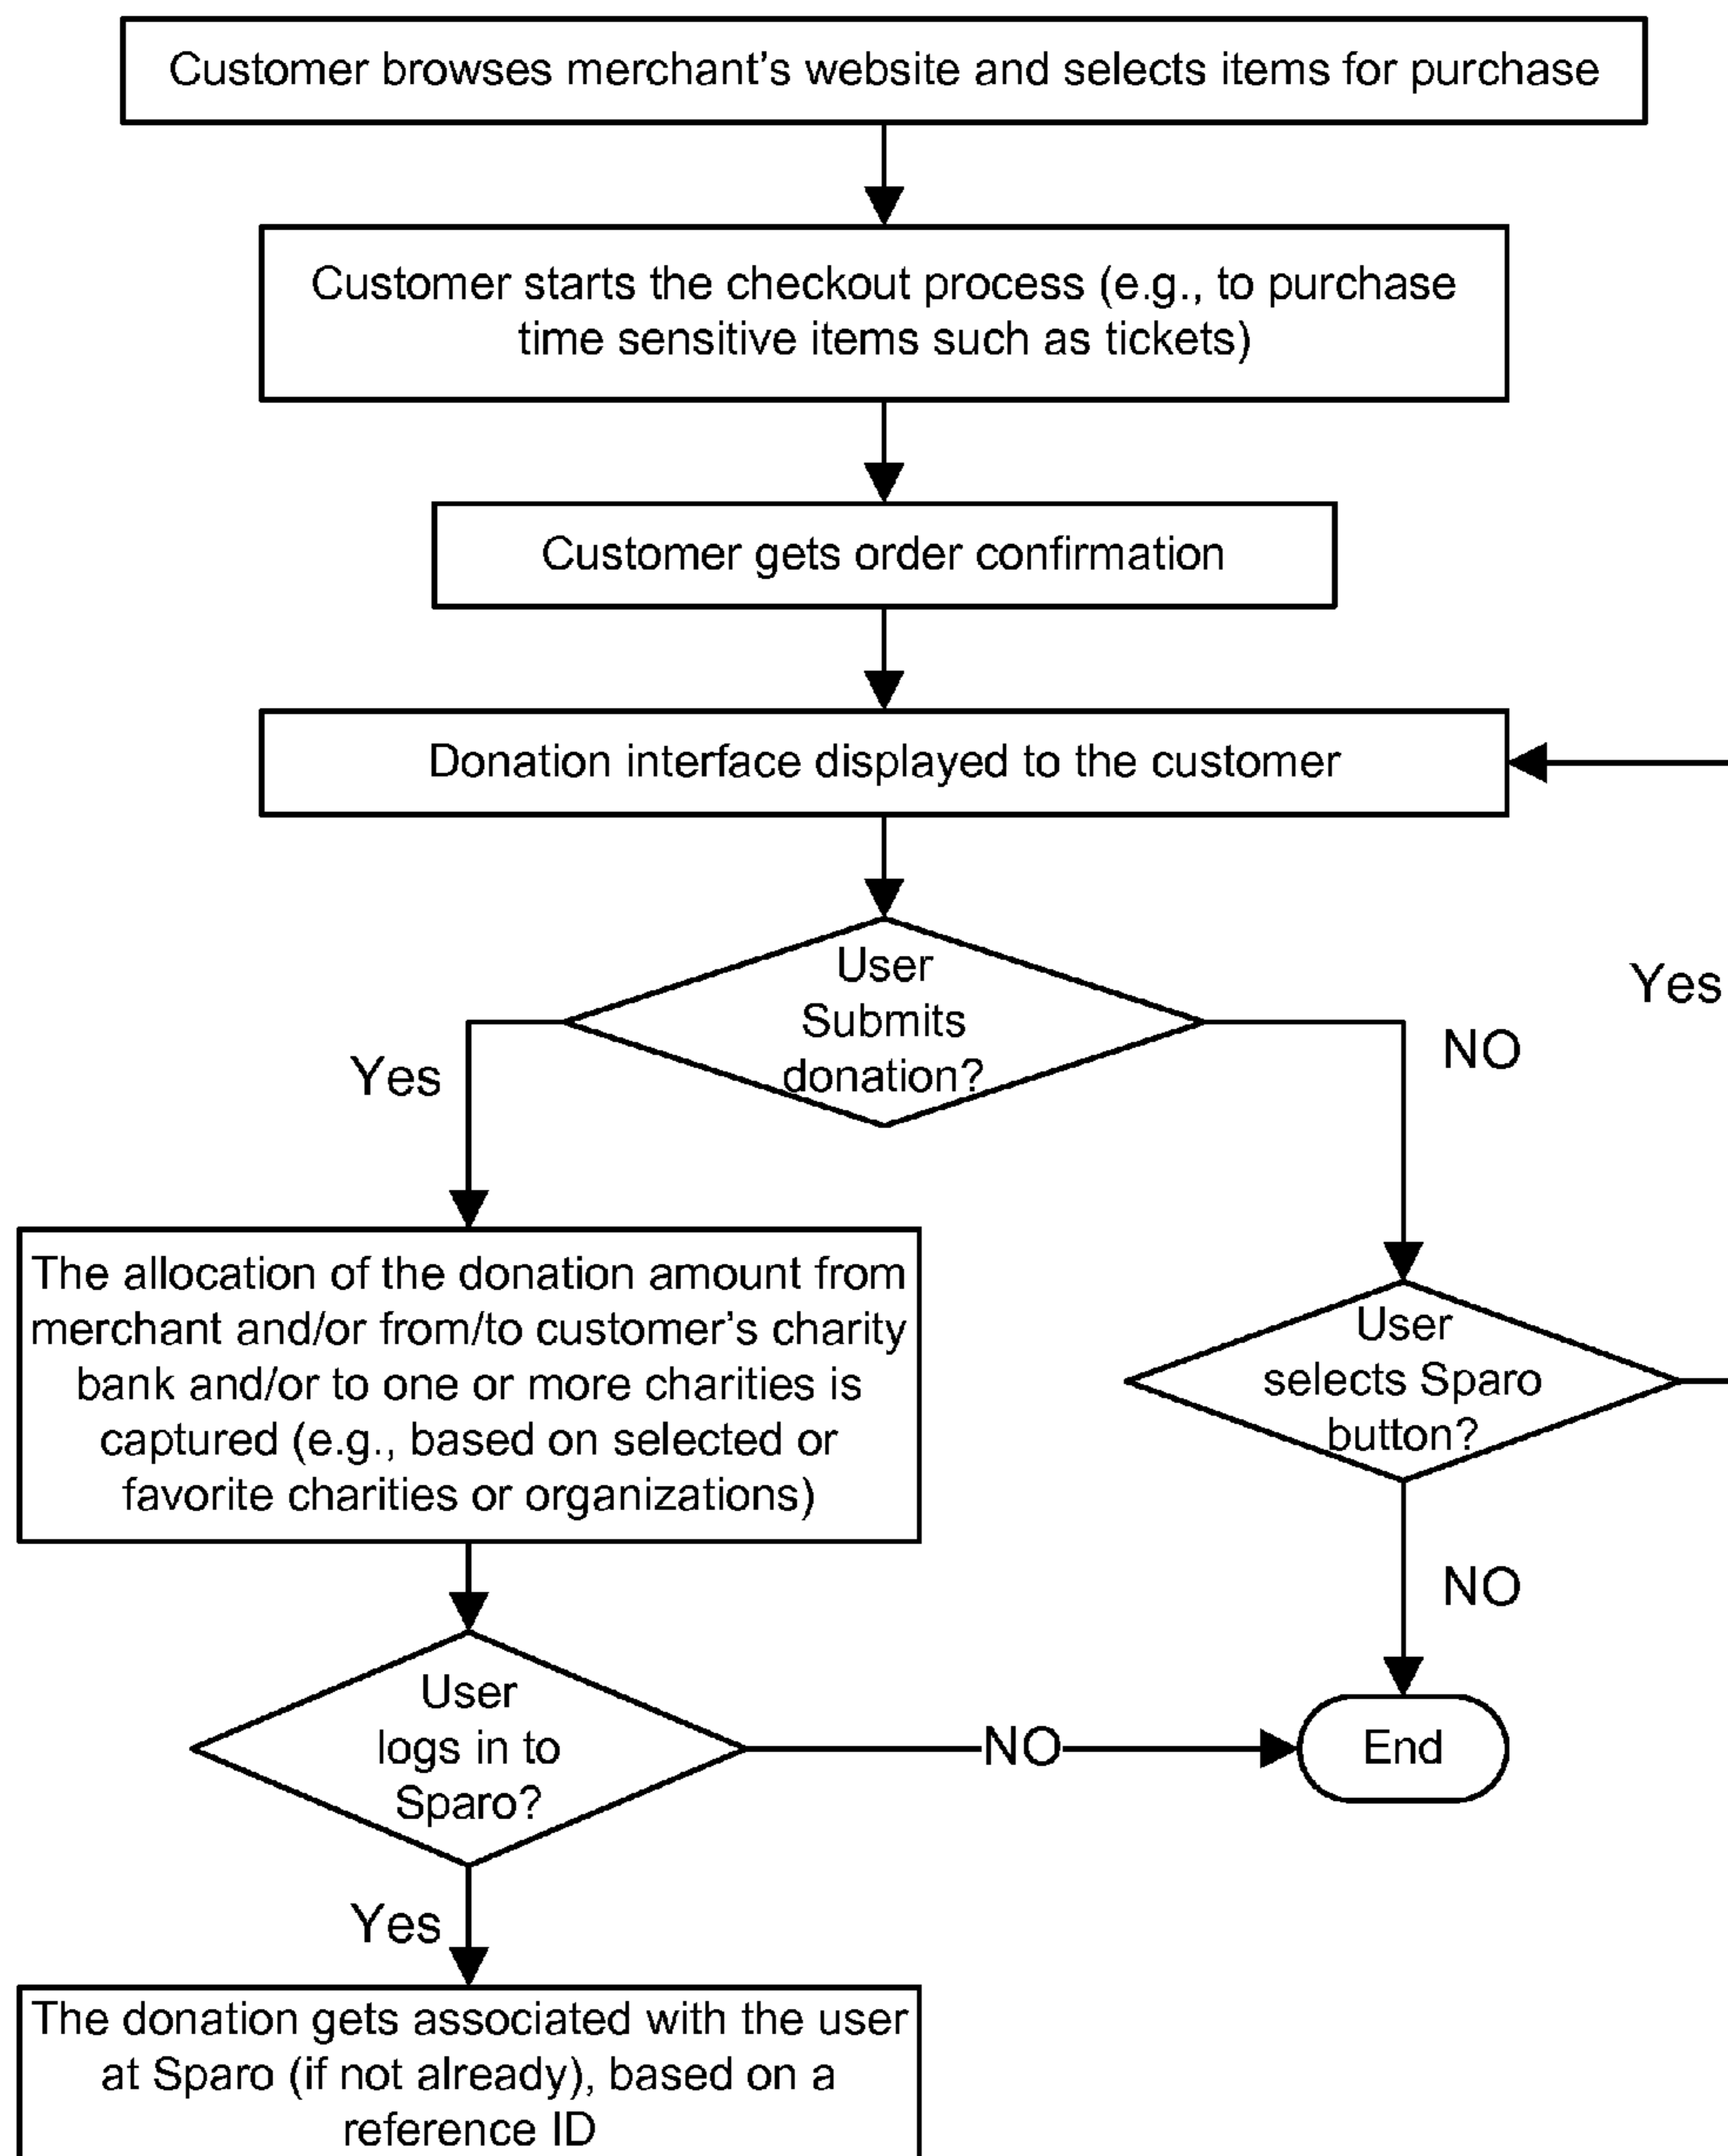 Customer browses merchant's website and selects items for purchase
Customer starts the checkout process (e.g., to purchase
time sensitive items such as tickets)
Customer gets order confirmation
Donation interface displayed to the customer
User
Submits
donation?
Yes
NO
Yes
The allocation of the donation amount from
merchant and/or from/to customer's charity
bank and/or to one or more charities is
captured (e.g., based on selected or
favorite charities or organizations)
User
selects Sparo
button?
NO
User
logs in to
Sparo?
NO
End
Yes
The donation gets associated with the user
at Sparo (if not already), based on a
reference ID